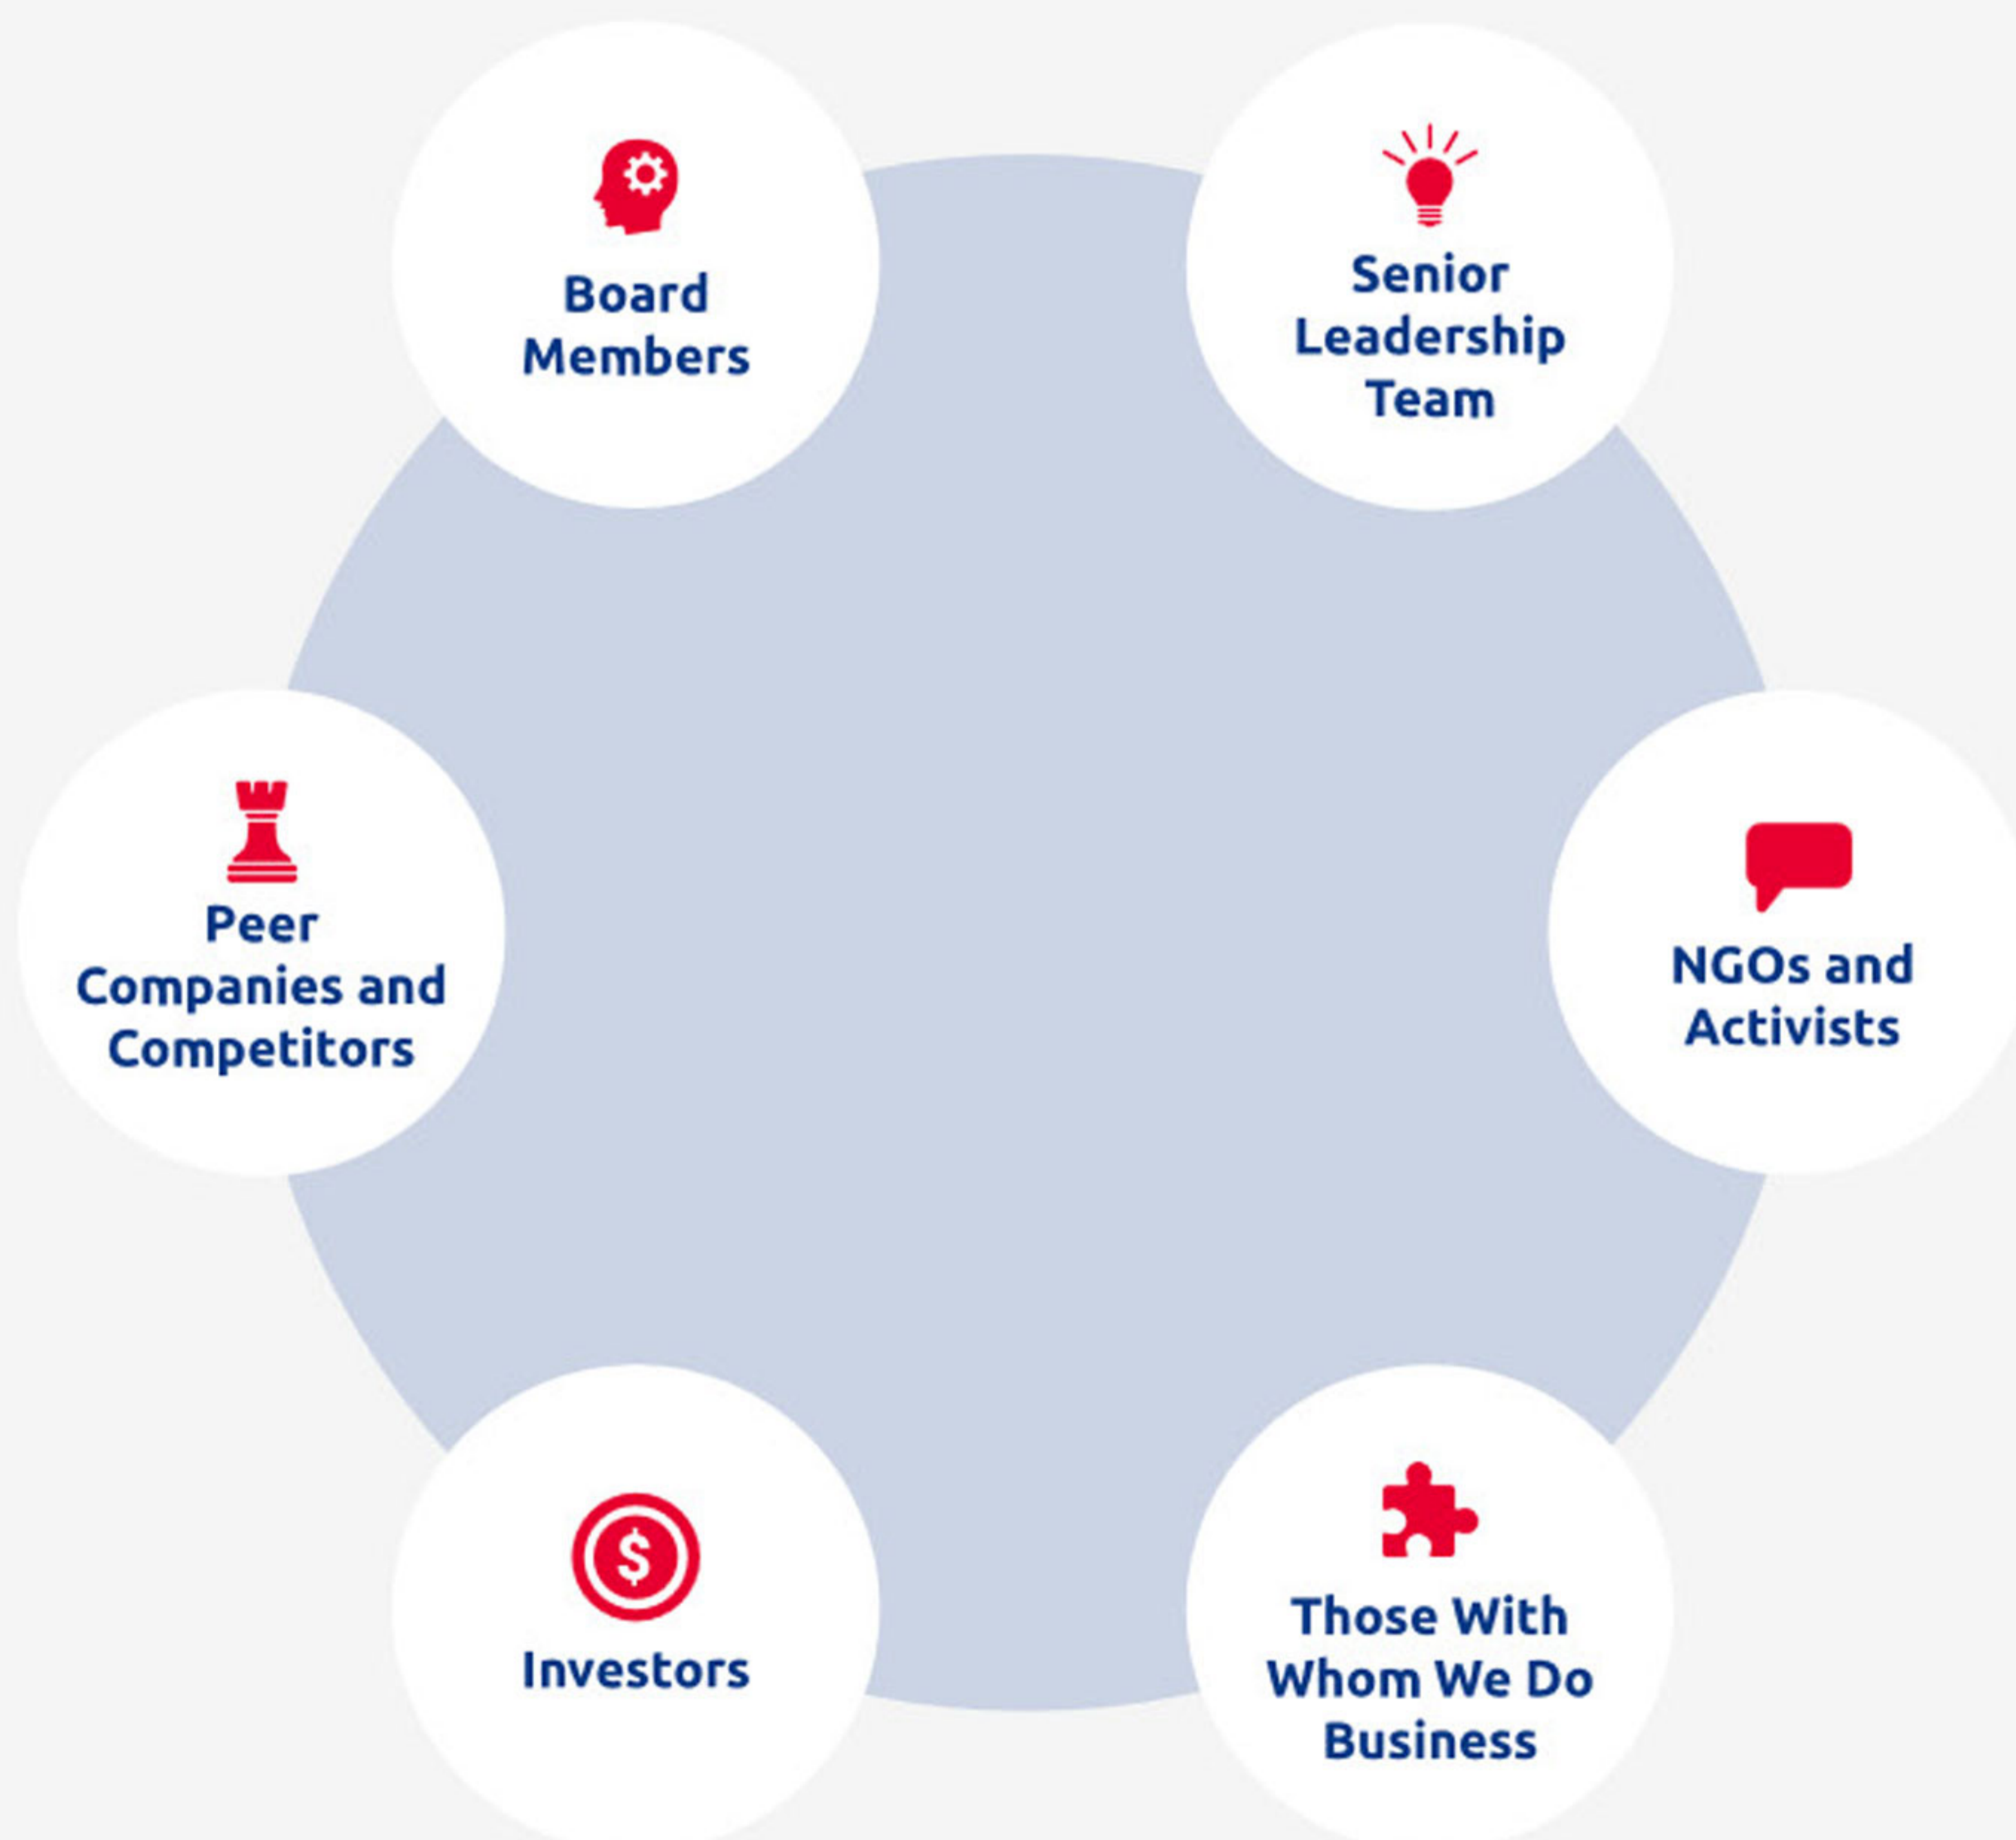 Board
Members
Senior
Leadership
Team
Peer
Companies and
Competitors
NGOs and
Activists
$
Investors
Those With
Whom We Do
Business